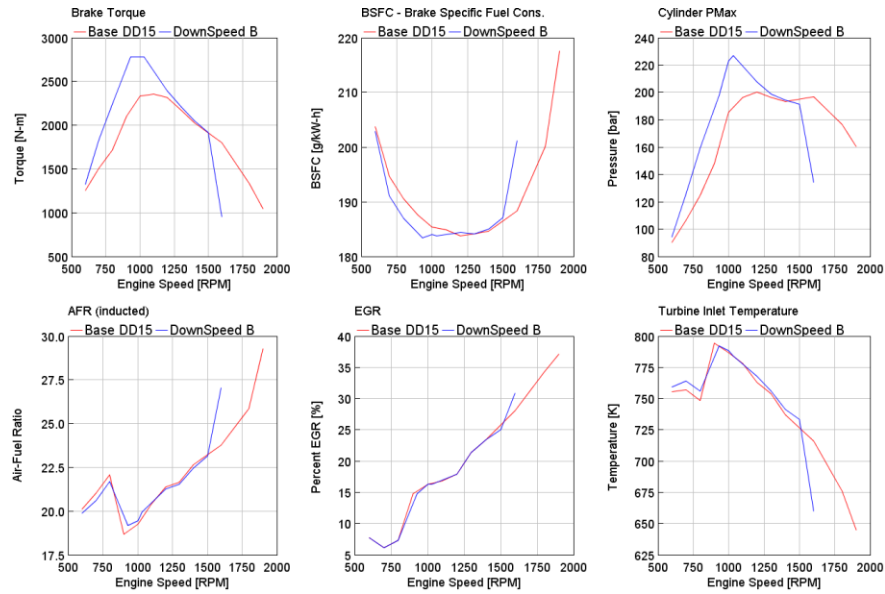 Brake Torque
Base DD15 DownSpeed B
3000
2500
2000
1500
1000
500
Torque [N-m]
500 750 1000 1250 1500 1750 2000
Engine Speed [RPM]
BSFC - Brake Specific Fuel Cons.
Base DD15 DownSpeed B
220
210
200
190
180
BSFC [g/kW-h]
500 750 1000 1250 1500 1750 2000
Engine Speed [RPM]
Cylinder PMax
Base DD15 DownSpeed B
240
220
200
180
160
140
120
100
80
Pressure [bar]
500 750 1000 1250 1500 1750 2000
Engine Speed [RPM]
AFR (inducted)
Base DD15 DownSpeed B
30.0
27.5
25.0
22.5
20.0
17.5
Air-Fuel Ratio
500 750 1000 1250 1500 1750 2000
Engine Speed [RPM]
EGR
Base DD15 DownSpeed B
40
35
30
25
20
15
10
5
Percent EGR [%]
500 750 1000 1250 1500 1750 2000
Engine Speed [RPM]
Turbine Inlet Temperature
Base DD15 DownSpeed B
800
775
750
725
700
675
650
625
Temperature [K]
500 750 1000 1250 1500 1750 2000
Engine Speed [RPM]